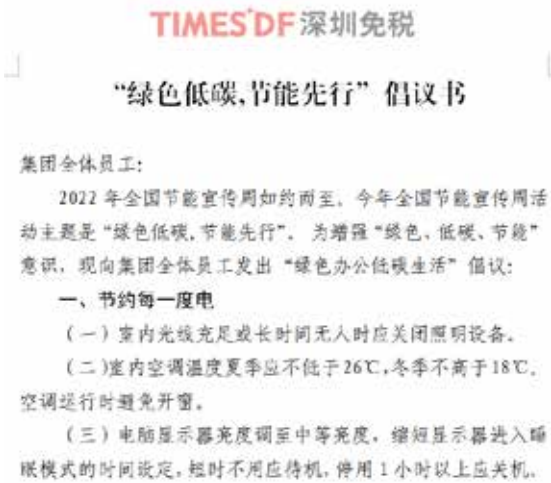 TIMES DF 深圳免税
“绿色低碳,节能先行”倡议书
集团全体员工:
2022 年全国节能宣传周如约而至。今年全国节能宣传周活
动主题是“绿色低碳,节能先行”。为增强“绿色、低碳、节能”
意识,现向集团全体员工发出“绿色办公低碳生活”倡议:
一、节约每一度电
(一)室内光线充足或长时间无人时应关闭照明设备。
(二)室内空调温度夏季应不低于26℃,冬季不高于18℃。
空调运行时避免开窗。
(三)电脑显示器亮度调至中等亮度,缩短显示器进入睡
眠模式的时间设定,短时不用应待机,停用1小时以上应关机。